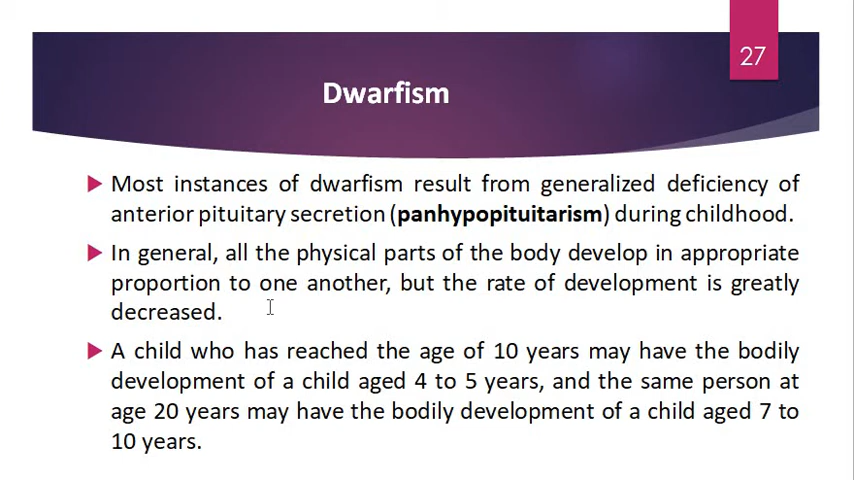 27
Dwarfism
Most instances of dwarfism result from generalized deficiency of
anterior pituitary secretion (panhypopituitarism) during childhood.
In general, all the physical parts of the body develop in appropriate
proportion to one another, but the rate of development is greatly
decreased.
A child who has reached the age of 10 years may have the bodily
development of a child aged 4 to 5 years, and the same person at
age 20 years may have the bodily development of a child aged 7 to
10 years.